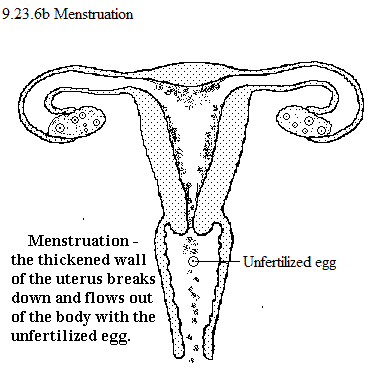 9.23.6b Menstruation
Unfertilized egg
Menstruation -
the thickened wall
of the uterus breaks
down and flows out
of the body with the
unfertilized egg.